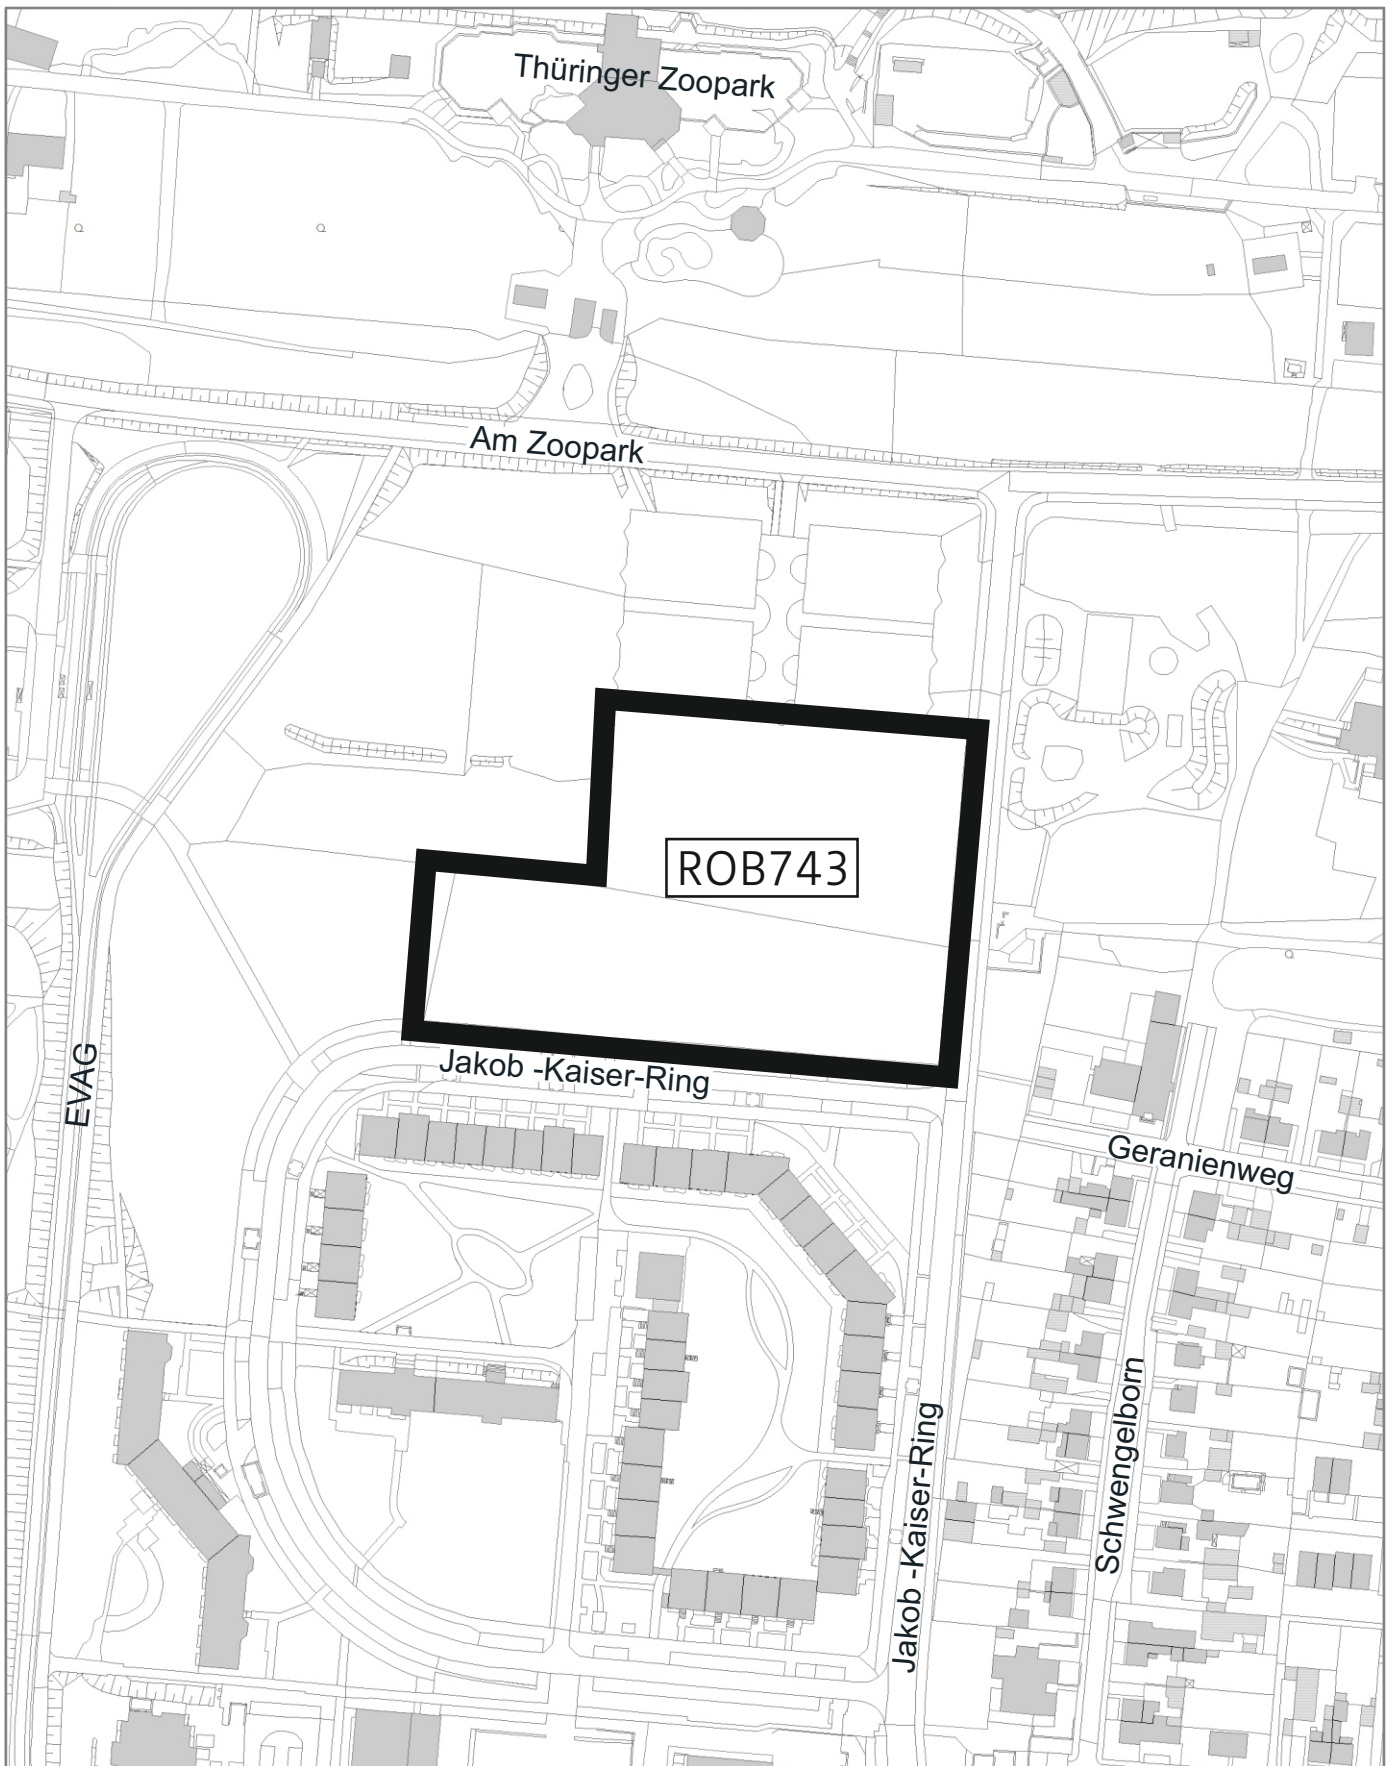 Thüringer Zoopark
Am Zoopark
ROB743
EVAG
Jakob -Kaiser-Ring
Geranienweg
Jakob -Kaiser-Ring
Schwengelborn